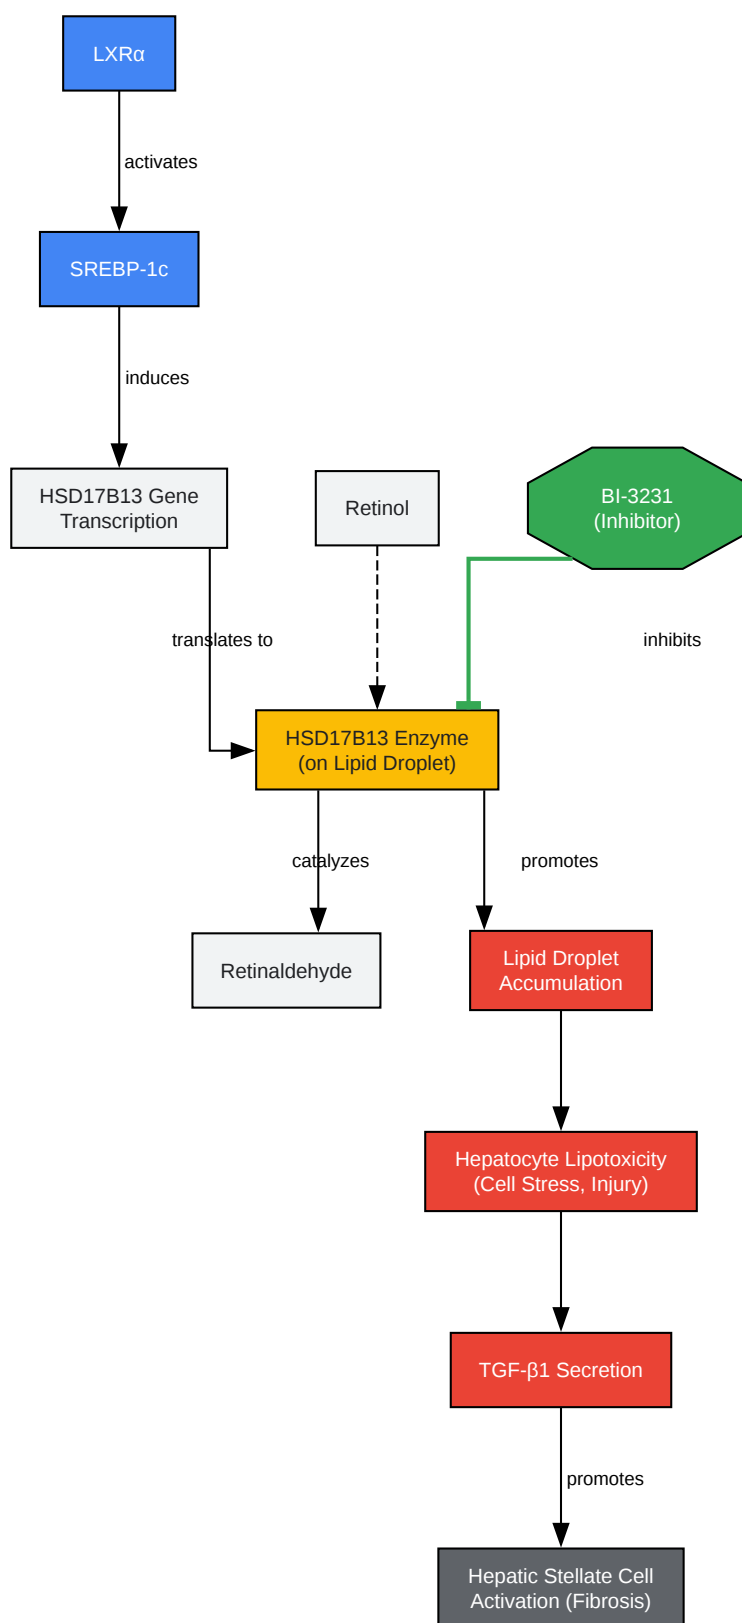 LXRα
activates
SREBP-1c
induces
HSD17B13 Gene
Transcription
Retinol
BI-3231
(Inhibitor)
translates to
inhibits
HSD17B13 Enzyme
(on Lipid Droplet)
catalyzes
promotes
Retinaldehyde
Lipid Droplet
Accumulation
Hepatocyte Lipotoxicity
(Cell Stress, Injury)
TGF-β1 Secretion
promotes
Hepatic Stellate Cell
Activation (Fibrosis)